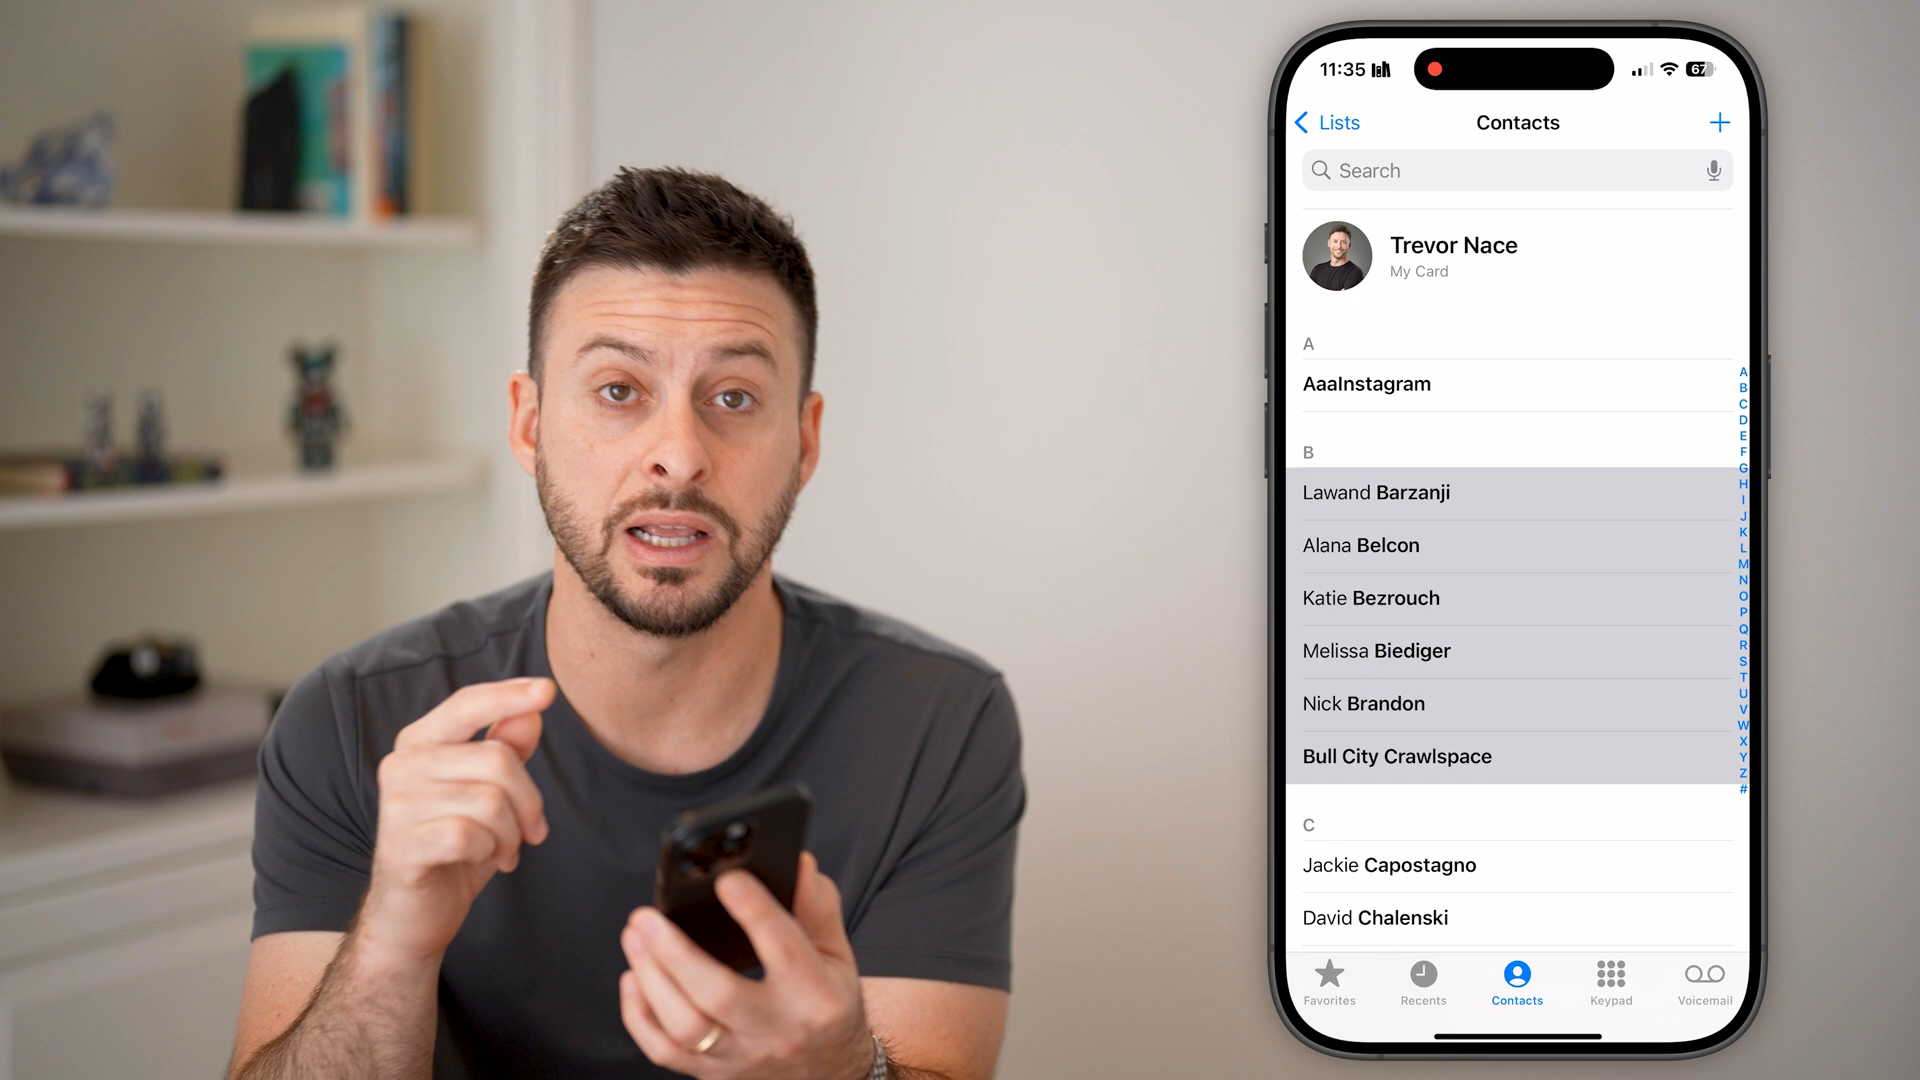 11:35
67
Lists
Contacts
Search
Trevor Nace
My Card
A
AaaInstagram
B
Lawand Barzanji
Alana Belcon
Katie Bezrouch
Melissa Biediger
Nick Brandon
Bull City Crawlspace
C
Jackie Capostagno
David Chalenski
A
B
C
D
E
F
G
H
I
J
K
L
M
N
O
P
Q
R
S
T
U
V
W
X
Y
Z
#
Favorites
Recents
Contacts
Keypad
Voicemail